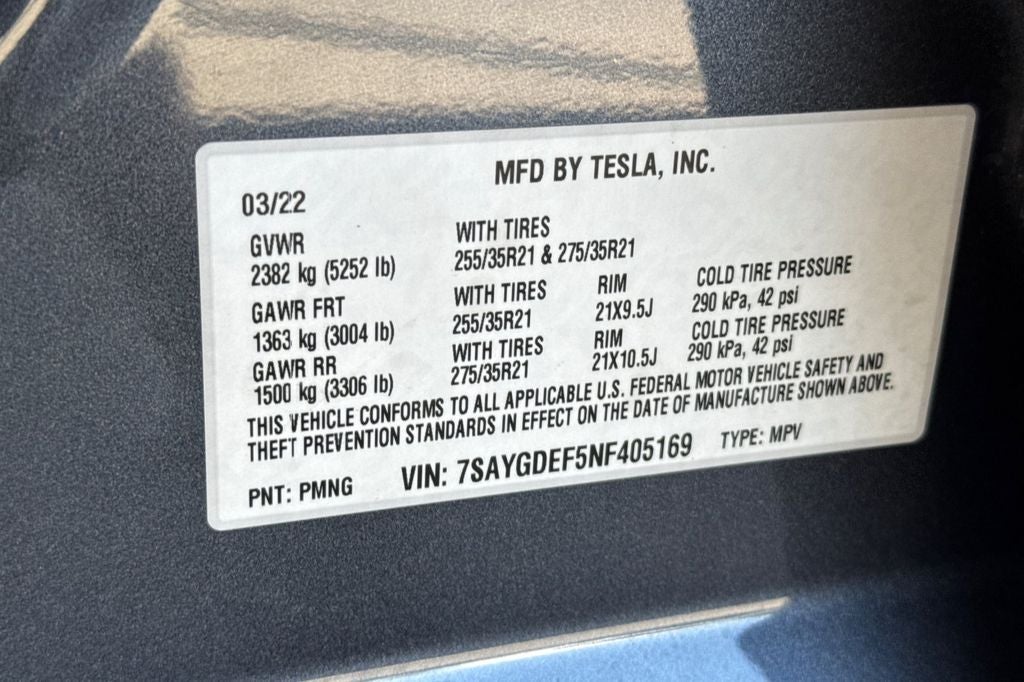 MFD BY TESLA, INC.
03/22
GVWR WITH TIRES
2382 kg (5252 lb) 255/35R21 & 275/35R21
GAWR FRT WITH TIRES RIM COLD TIRE PRESSURE
1363 kg (3004 lb) 255/35R21 21X9.5J 290 kPa, 42 psi
GAWR RR WITH TIRES RIM COLD TIRE PRESSURE
1500 kg (3306 lb) 275/35R21 21X10.5J 290 kPa, 42 psi
THIS VEHICLE CONFORMS TO ALL APPLICABLE U.S. FEDERAL MOTOR VEHICLE SAFETY AND
THEFT PREVENTION STANDARDS IN EFFECT ON THE DATE OF MANUFACTURE SHOWN ABOVE.
PNT: PMNG VIN: 7SAYGDEF5NF405169 TYPE: MPV